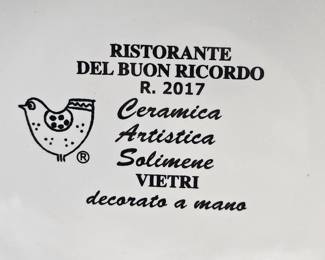 RISTORANTE
DEL BUON RICORDO
R. 2017
Ceramica
Artistica
Solimene
®
VIETRI
decorato a mano